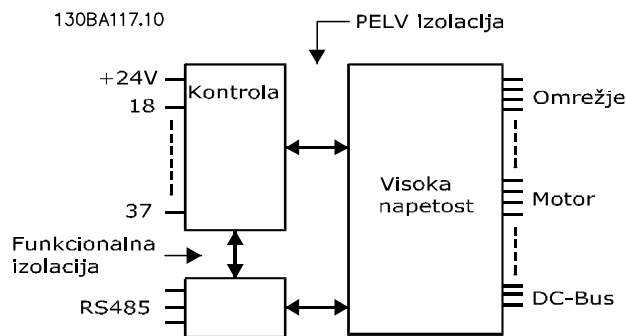 130BA117.10
PELV izolacija
+24V
18
Kontrola
Omrežje
Visoka
napetost
37
Motor
Funkcionalna
izolacija
RS485
DC-Bus